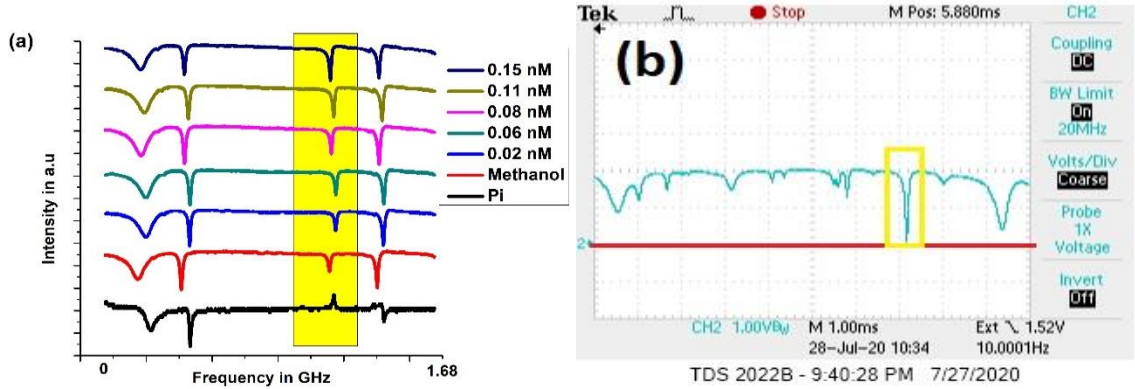 (a)
Intensity in a.u
0.15 nM
0.11 nM
0.08 nM
0.06 nM
0.02 nM
Methanol
Pi
0
Frequency in GHz
1.68
Tek
Stop
M Pos: 5.880ms
CH2
(b)
Coupling
DC
BW Limit
On
20MHz
Volts/Div
Coarse
Probe
1X
Voltage
Invert
Off
2
CH2 1.00VBw
M 1.00ms
Ext 1.52V
28-Jul-20 10:34
10.0001Hz
TDS 2022B - 9:40:28 PM 7/27/2020